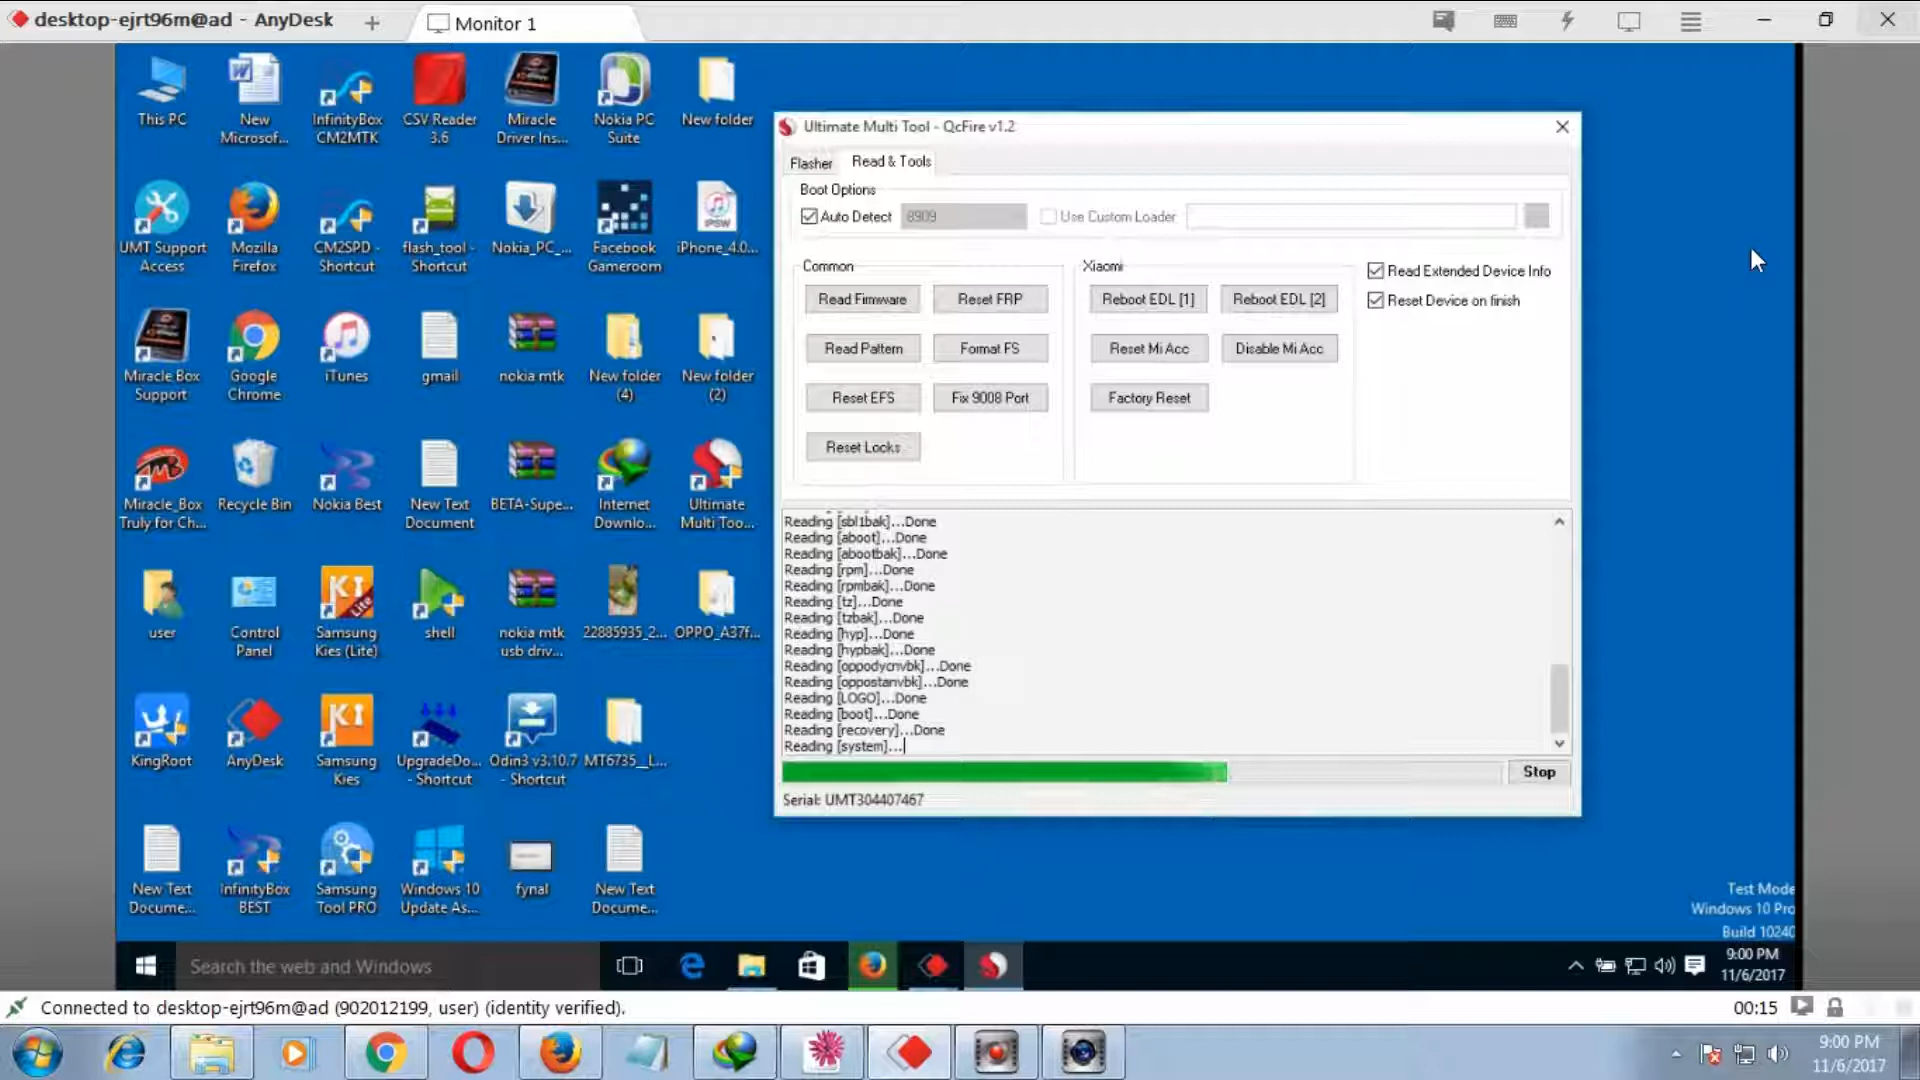 desktop-ejrt96m@ad - AnyDesk
Monitor 1
This PC
New Microsof...
InfinityBox CM2MTK
CSV Reader 3.6
Miracle Driver Ins...
Nokia PC Suite
New folder
UMT Support Access
Mozilla Firefox
CM2SPD - Shortcut
flash_tool - Shortcut
Nokia_PC_...
Facebook Gameroom
iPhone_4.0...
Miracle Box Support
Google Chrome
iTunes
gmail
nokia mtk
New folder (4)
New folder (2)
Miracle_Box Truly for Ch...
Recycle Bin
Nokia Best
New Text Document
BETA-Supe...
Internet Downlo...
Ultimate Multi Too...
user
Control Panel
Samsung Kies (Lite)
shell
nokia mtk usb driv...
22885935_2...
OPPO_A37f...
KingRoot
AnyDesk
Samsung Kies
UpgradeDo... - Shortcut
Odin3 v3.10.7 - Shortcut
MT6735__L...
New Text Docume...
InfinityBox BEST
Samsung Tool PRO
Windows 10 Update As...
fynal
New Text Docume...
Ultimate Multi Tool - QcFire v1.2
Flasher
Read & Tools
Boot Options
Auto Detect
8909
Use Custom Loader
Common
Xiaomi
Read Firmware
Reset FRP
Reboot EDL [1]
Reboot EDL [2]
Read Extended Device Info
Reset Device on finish
Read Pattern
Format FS
Reset Mi Acc
Disable Mi Acc
Reset EFS
Fix 9008 Port
Factory Reset
Reset Locks
Reading [sbl1bak]...Done
Reading [aboot]...Done
Reading [abootbak]...Done
Reading [rpm]...Done
Reading [rpmbak]...Done
Reading [tz]...Done
Reading [tzbak]...Done
Reading [hyp]...Done
Reading [hypbak]...Done
Reading [oppodycnvbk]...Done
Reading [oppostanvbk]...Done
Reading [LOGO]...Done
Reading [boot]...Done
Reading [recovery]...Done
Reading [system]...
Stop
Serial: UMT304407467
Test Mode
Windows 10 Pro
Build 10240
Search the web and Windows
9:00 PM
11/6/2017
Connected to desktop-ejrt96m@ad (902012199, user) (identity verified).
00:15
9:00 PM
11/6/2017